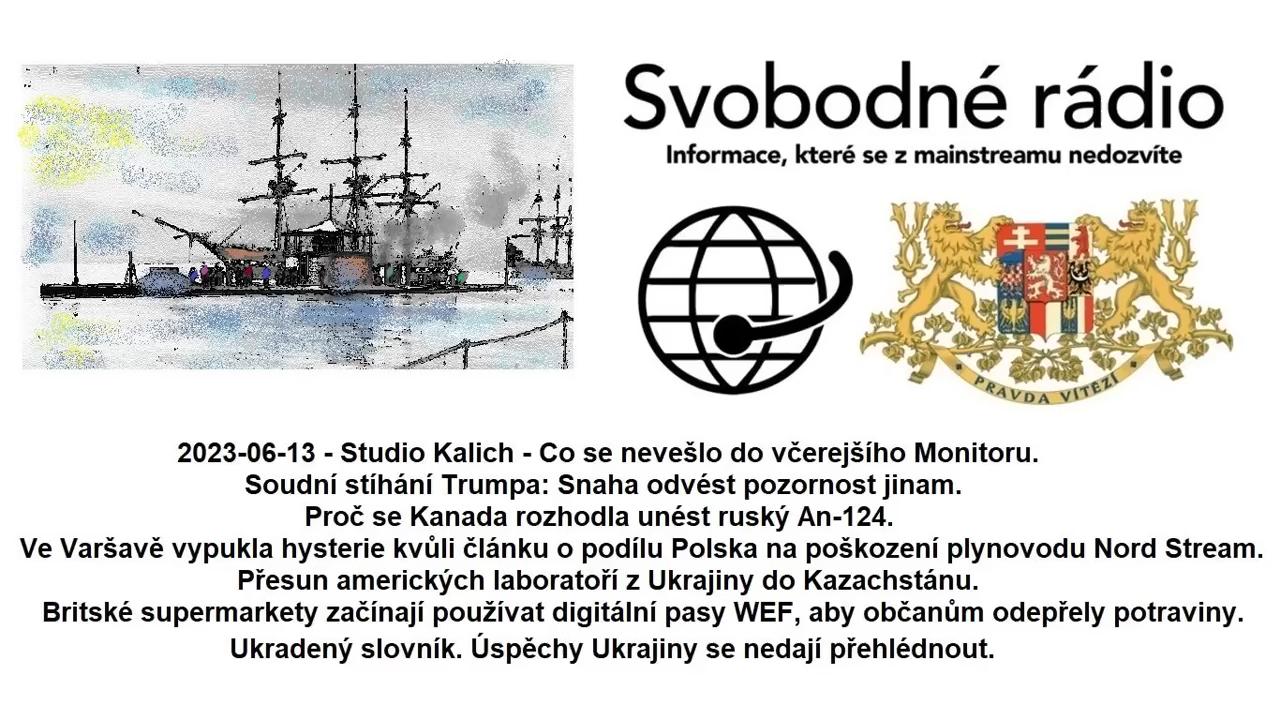 Svobodné rádio
Informace, které se z mainstreamu nedozvíte
PRAVDA VÍTĚZÍ
2023-06-13 - Studio Kalich - Co se nevešlo do včerejšího Monitoru.
Soudní stíhání Trumpa: Snaha odvést pozornost jinam.
Proč se Kanada rozhodla unést ruský An-124.
Ve Varšavě vypukla hysterie kvůli článku o podílu Polska na poškození plynovodu Nord Stream.
Přesun amerických laboratoří z Ukrajiny do Kazachstánu.
Britské supermarkety začínají používat digitální pasy WEF, aby občanům odepřely potraviny.
Ukradený slovník. Úspěchy Ukrajiny se nedají přehlédnout.